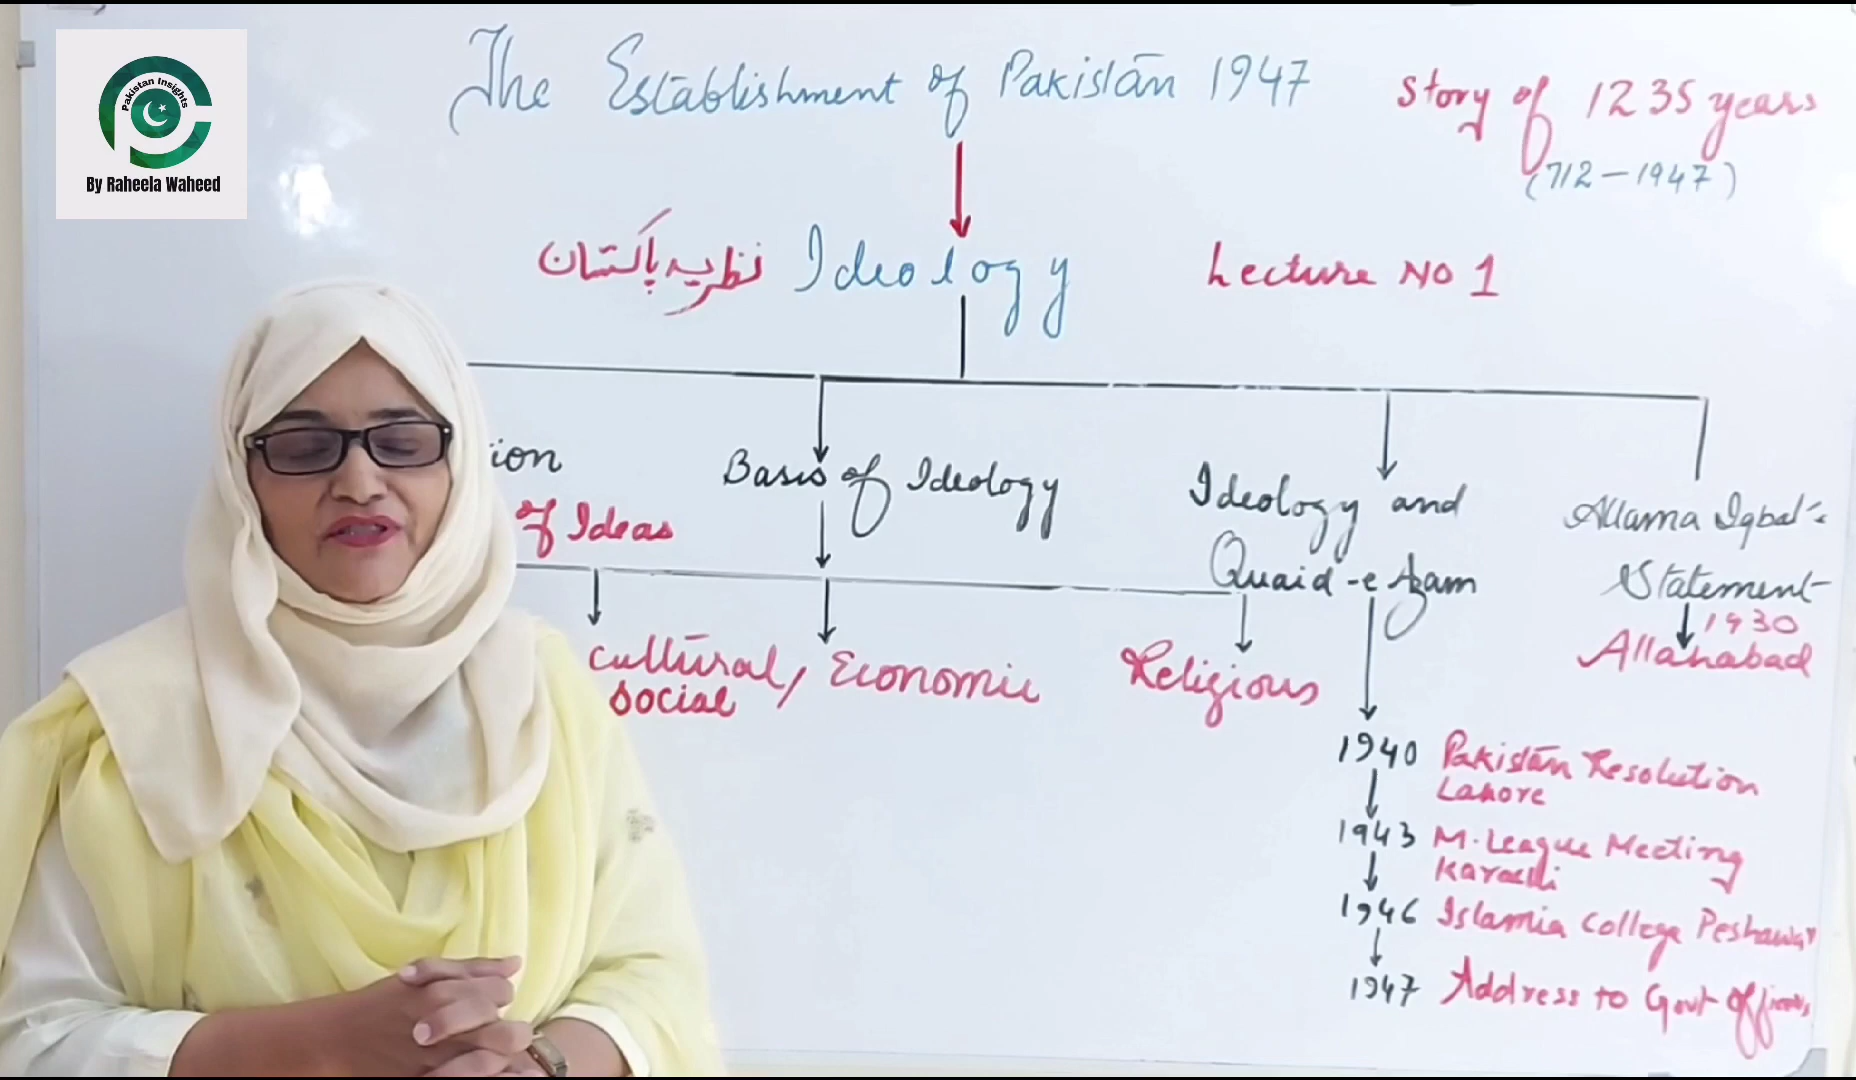 Pakistan Insights
By Raheela Waheed
The Establishment of Pakistan 1947
Story of 1235 years
(712-1947)
نظریہ پاکستان
Ideology
Lecture No 1
ion
of Ideas
Basis of Ideology
Ideology and
Quaid-e Azam
Allama Iqbal's
Statement
1930
Allahabad
Cultural/
Social
Economic
Religious
1940 Pakistan Resolution
Lahore
1943 M.League Meeting
Karachi
1946 Islamia College Peshawar
1947 Address to Govt Officers